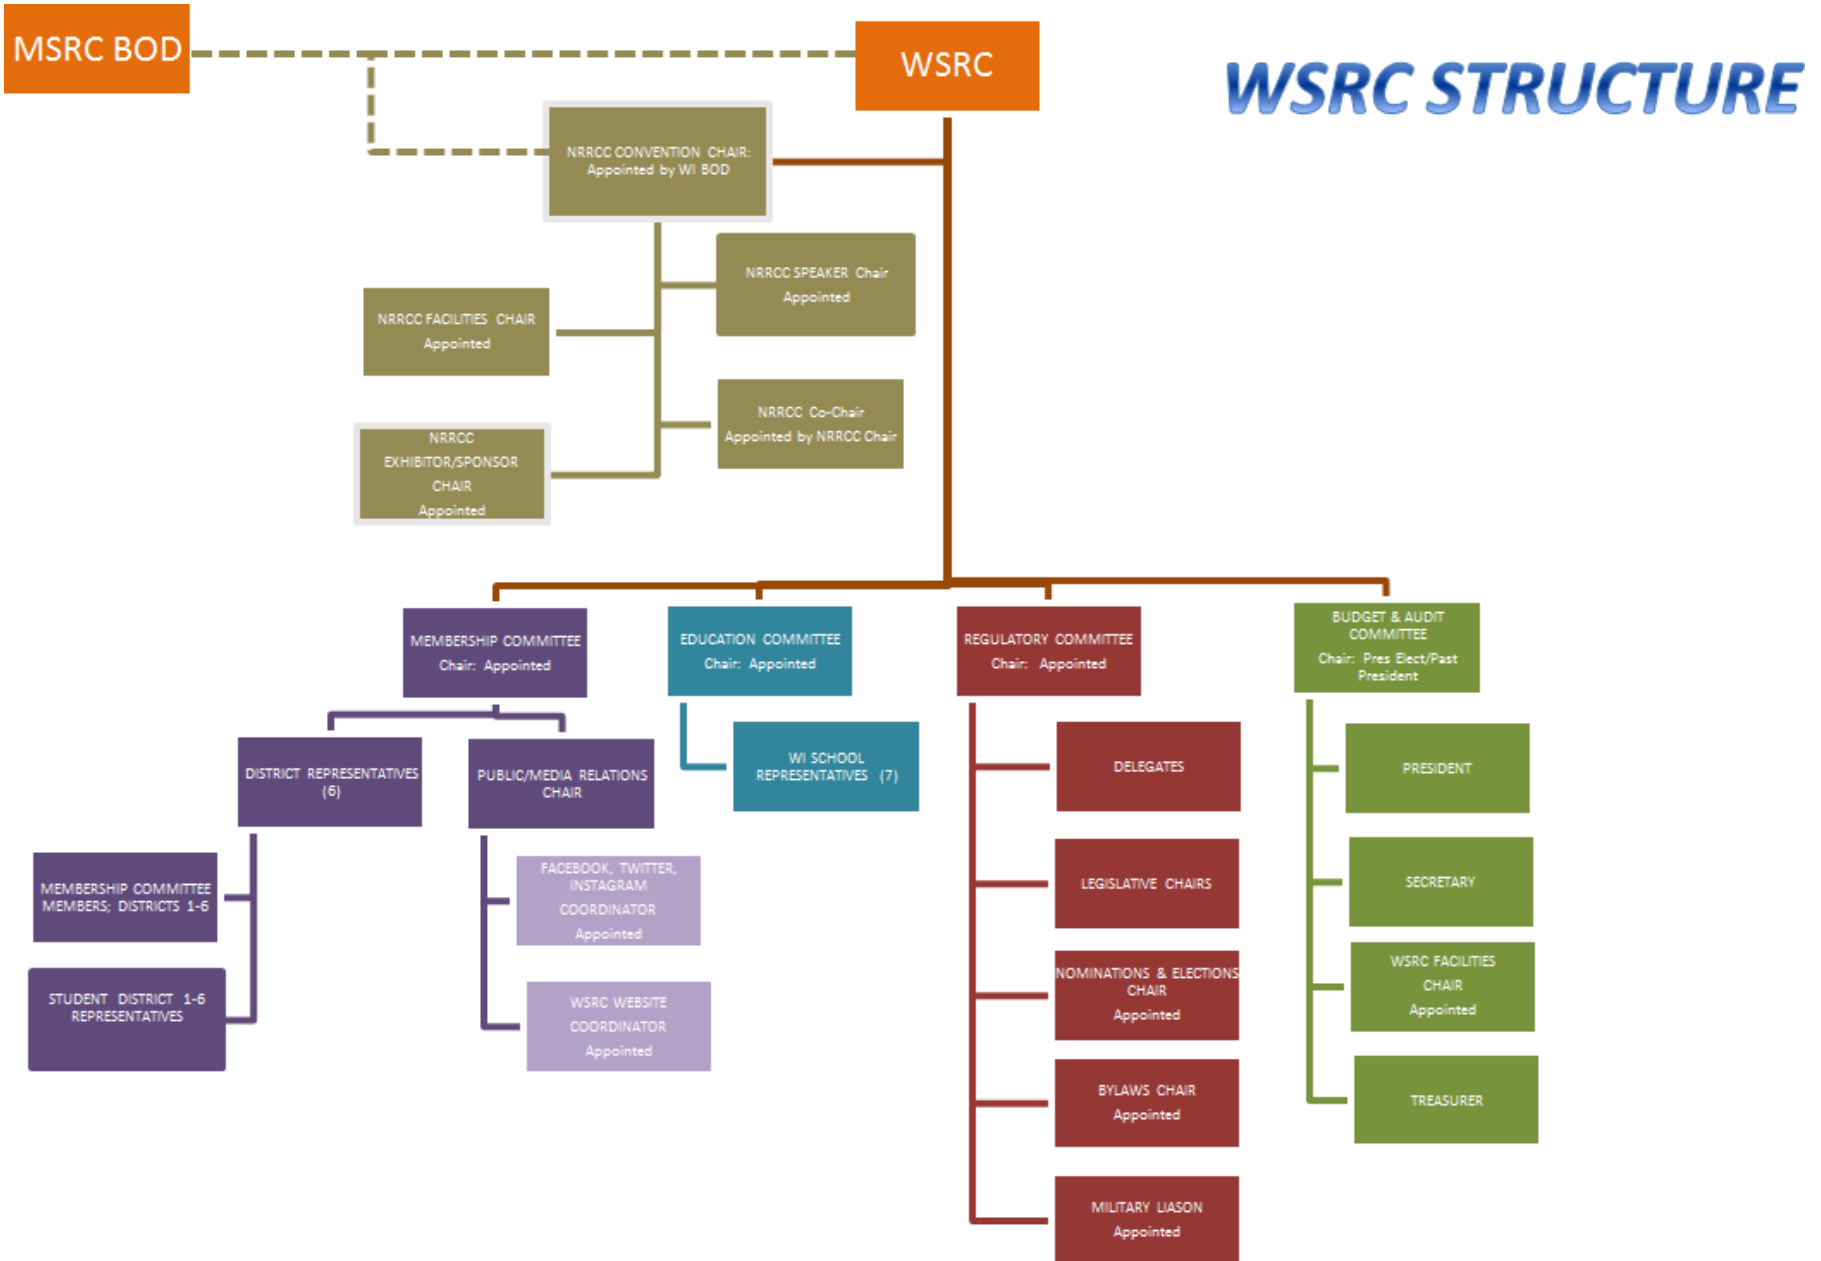 MSRC BOD
WSRC
WSRC STRUCTURE
NRRCC CONVENTION CHAIR:
Appointed by WI BOD
NRRCC SPEAKER Chair
Appointed
NRRCC FACILITIES CHAIR
Appointed
NRRCC Co-Chair
Appointed by NRRCC Chair
NRRCC
EXHIBITOR/SPONSOR
CHAIR
Appointed
MEMBERSHIP COMMITTEE
Chair: Appointed
EDUCATION COMMITTEE
Chair: Appointed
REGULATORY COMMITTEE
Chair: Appointed
BUDGET & AUDIT
COMMITTEE
Chair: Pres Elect/Past
President
DISTRICT REPRESENTATIVES
(6)
PUBLIC/MEDIA RELATIONS
CHAIR
WI SCHOOL
REPRESENTATIVES (7)
DELEGATES
PRESIDENT
MEMBERSHIP COMMITTEE
MEMBERS; DISTRICTS 1-6
FACEBOOK, TWITTER,
INSTAGRAM
COORDINATOR
Appointed
LEGISLATIVE CHAIRS
SECRETARY
STUDENT DISTRICT 1-6
REPRESENTATIVES
WSRC WEBSITE
COORDINATOR
Appointed
NOMINATIONS & ELECTIONS
CHAIR
Appointed
WSRC FACILITIES
CHAIR
Appointed
BYLAWS CHAIR
Appointed
TREASURER
MILITARY LIASON
Appointed